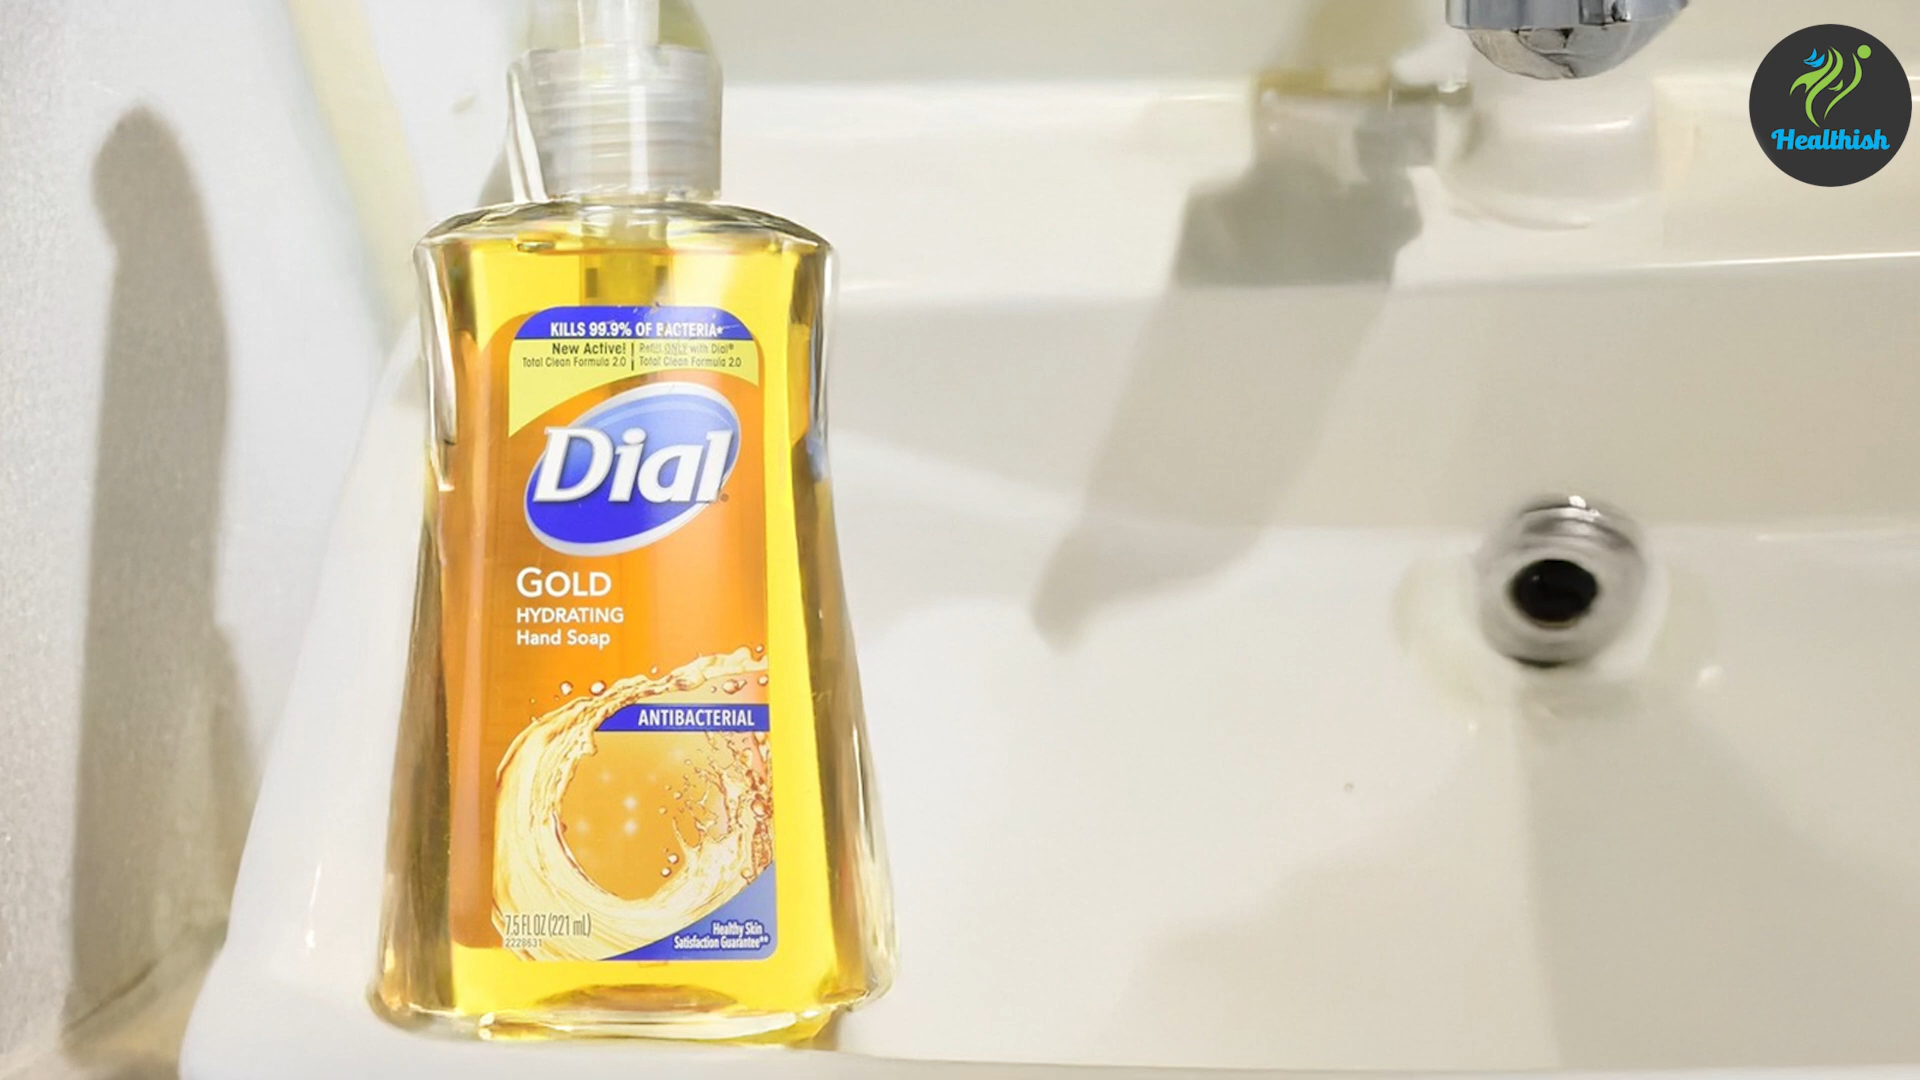 Healthish
KILLS 99.9% OF BACTERIA*
New Active! | Refill ONLY with Dial®
Total Clean Formula 2.0 | Total Clean Formula 2.0
Dial®
GOLD
HYDRATING
Hand Soap
ANTIBACTERIAL
7.5 FL OZ (221 mL)
2228631
Healthy Skin
Satisfaction Guarantee**